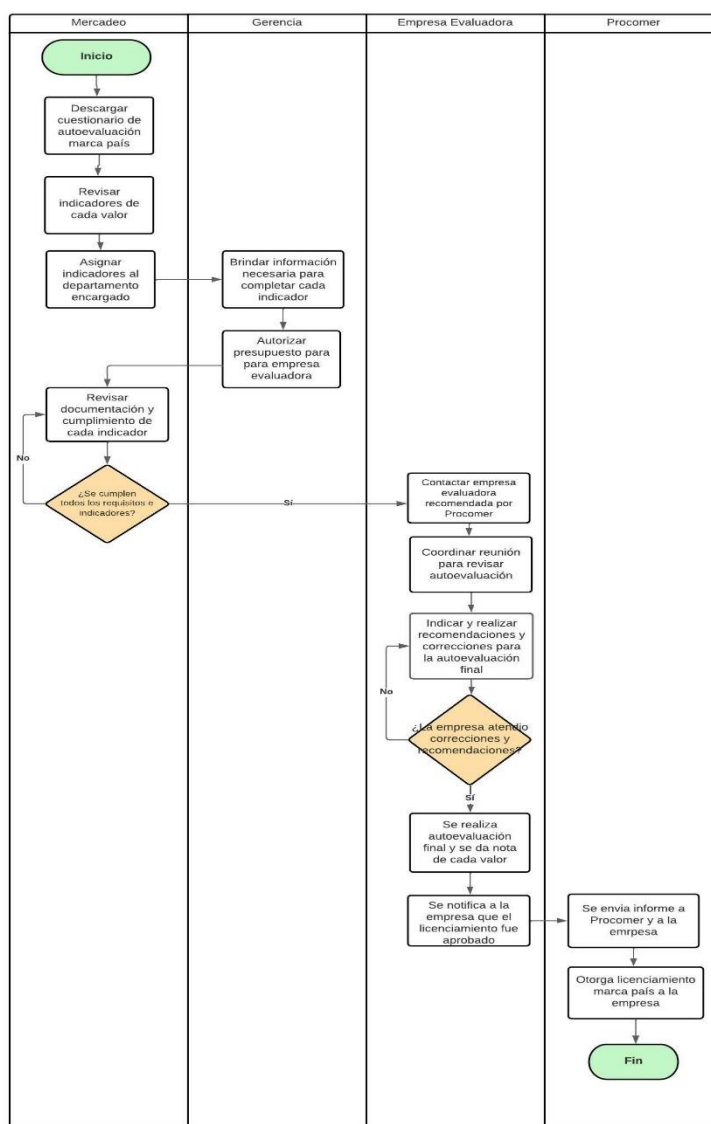 Mercadeo
Gerencia
Empresa Evaluadora
Procomer
Inicio
Descargar
cuestionario de
autoevaluación
marca país
Revisar
indicadores de
cada valor
Asignar
indicadores al
departamento
encargado
Brindar información
necesaria para
completar cada
indicador
Autorizar
presupuesto para
para empresa
evaluadora
Revisar
documentación y
cumplimiento de
cada indicador
No
¿Se cumplen
todos los requisitos e
indicadores?
Sí
Contactar empresa
evaluadora
recomendada por
Procomer
Coordinar reunión
para revisar
autoevaluación
Indicar y realizar
recomendaciones y
correcciones para
la autoevaluación
final
No
¿La empresa atendio
correcciones y
recomendaciones?
Sí
Se realiza
autoevaluación
final y se da nota
de cada valor
Se notifica a la
empresa que el
licenciamiento fue
aprobado
Se envia informe a
Procomer y a la
emrpesa
Otorga licenciamiento
marca país a la
empresa
Fin